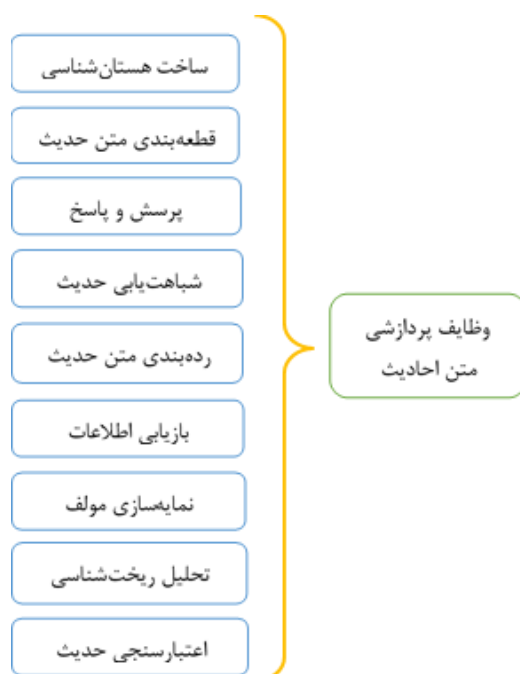 وظایف پردازشی
متن احادیث
ساخت هستان‌شناسی
قطعه‌بندی متن حدیث
پرسش و پاسخ
شباهت‌یابی حدیث
رده‌بندی متن حدیث
بازیابی اطلاعات
نمایه‌سازی مولف
تحلیل ریخت‌شناسی
اعتبارسنجی حدیث